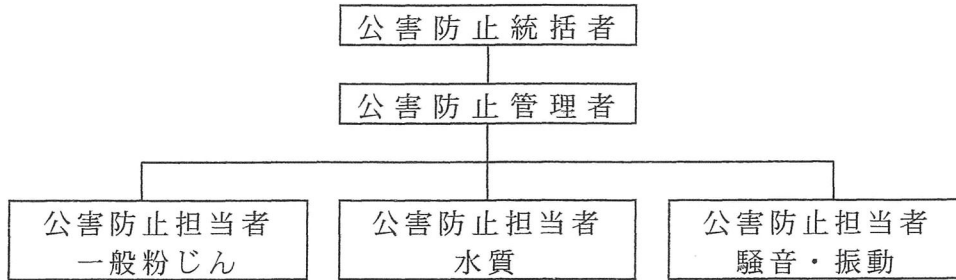 公害防止統括者
公害防止管理者
公害防止担当者
一般粉じん
公害防止担当者
水質
公害防止担当者
騒音・振動